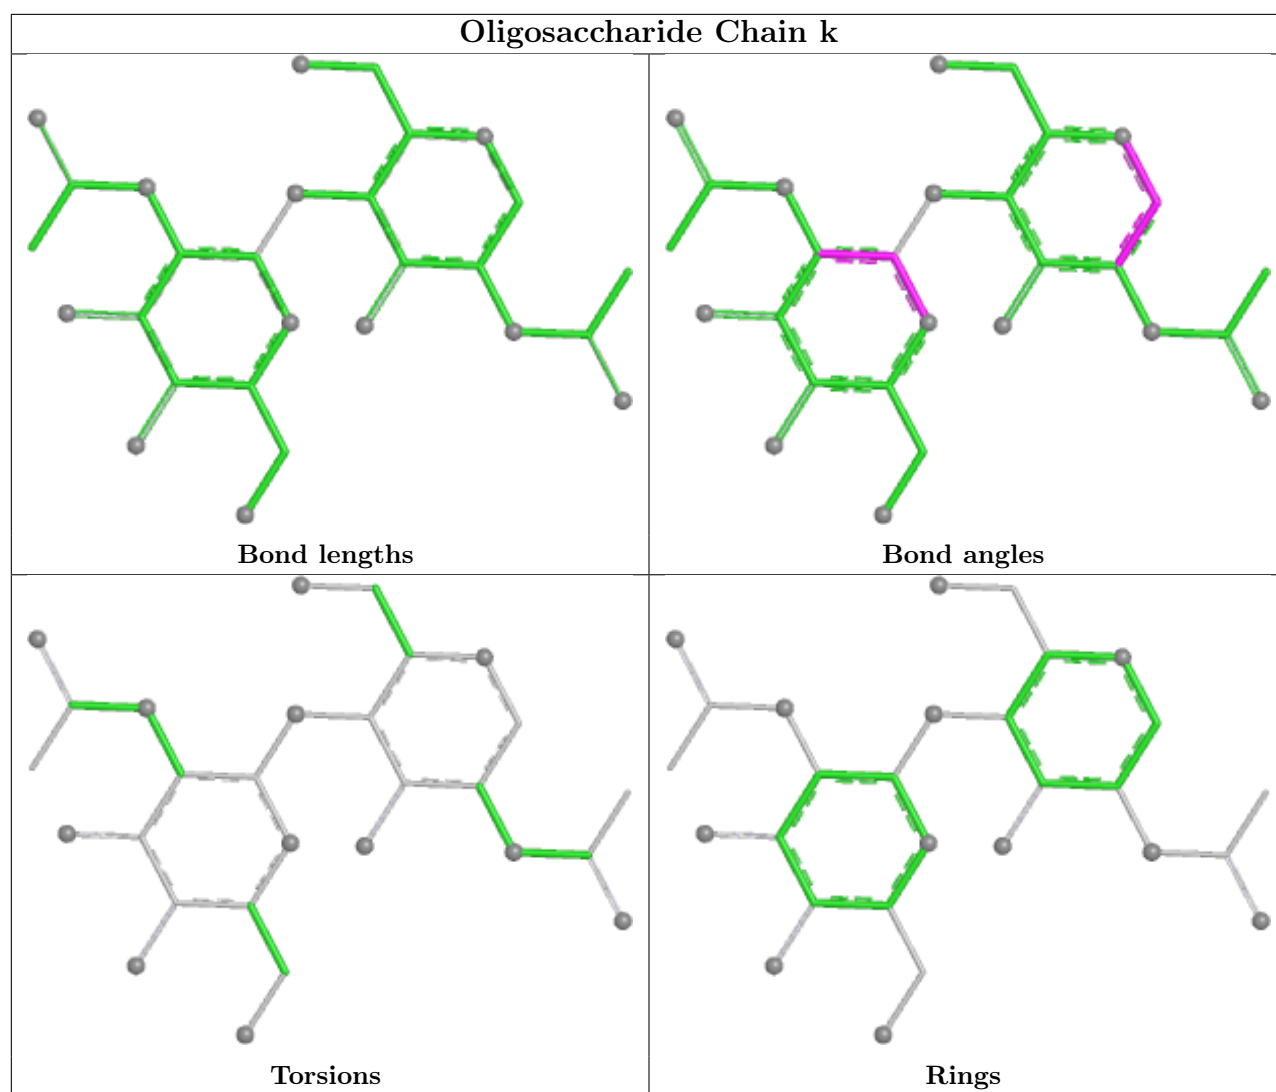 Oligosaccharide Chain k
Bond lengths
Bond angles
Torsions
Rings